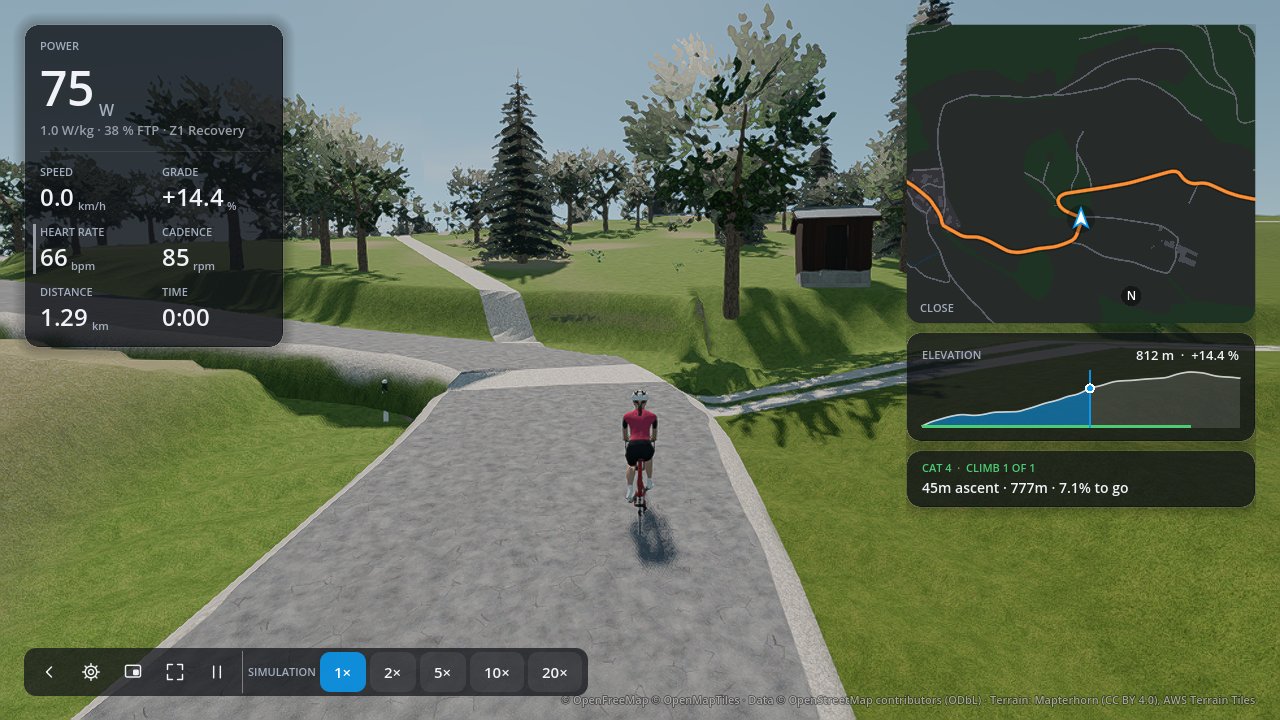 POWER
75 W
1.0 W/kg · 38 % FTP · Z1 Recovery
SPEED
0.0 km/h
GRADE
+14.4 %
HEART RATE
66 bpm
CADENCE
85 rpm
DISTANCE
1.29 km
TIME
0:00
N
CLOSE
ELEVATION
812 m · +14.4 %
CAT 4 · CLIMB 1 OF 1
45m ascent · 777m · 7.1% to go
SIMULATION 1× 2× 5× 10× 20×
© OpenFreeMap © OpenMapTiles · Data © OpenStreetMap contributors (ODbL) · Terrain: Mapterhorn (CC BY 4.0), AWS Terrain Tiles